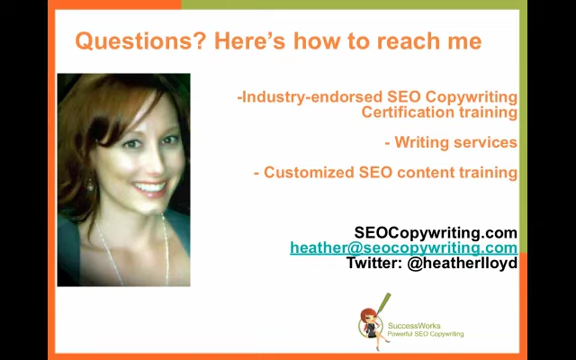 Questions? Here's how to reach me
-Industry-endorsed SEO Copywriting
Certification training
- Writing services
- Customized SEO content training
SEOCopywriting.com
heather@seocopywriting.com
Twitter: @heatherlloyd
SuccessWorks
Powerful SEO Copywriting